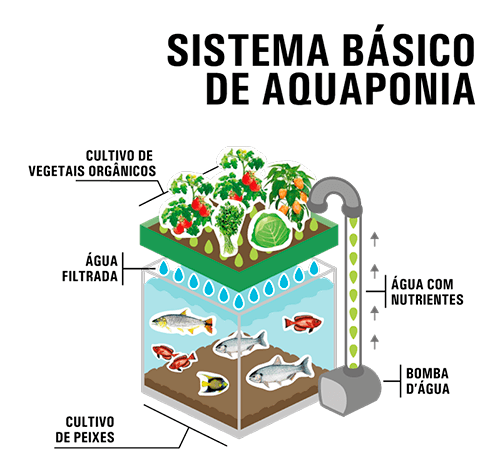 SISTEMA BÁSICO
DE AQUAPONIA
CULTIVO DE
VEGETAIS ORGÂNICOS
ÁGUA
FILTRADA
ÁGUA COM
NUTRIENTES
BOMBA
D'ÁGUA
CULTIVO
DE PEIXES